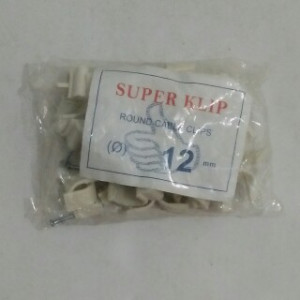 SUPER KLIP
ROUND CABLE CLIPS
(Ø) 12 mm